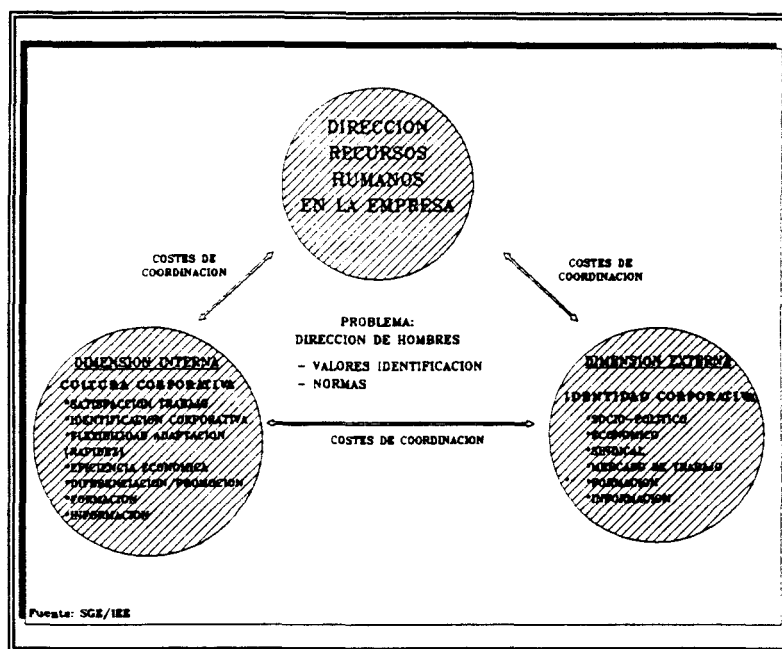 DIRECCION
RECURSOS
HUMANOS
EN LA EMPRESA
COSTES DE
COORDINACION
COSTES DE
COORDINACION
PROBLEMA:
DIRECCION DE HOMBRES
- VALORES IDENTIFICACION
- NORMAS
DIMENSION INTERNA
CULTURA CORPORATIVA
*SATISFACCION TRABAJO
*IDENTIFICACION CORPORATIVA
*FLEXIBILIDAD ADAPTACION
(RAPIDEZ)
*EFICIENCIA ECONOMICA
*DIFERENCIACION/PROMOCION
*FORMACION
*INFORMACION
COSTES DE COORDINACION
DIMENSION EXTERNA
IDENTIDAD CORPORATIVA
*SOCIO-POLITICO
*ECONOMICO
*SINDICAL
*MERCADO DE TRABAJO
*FORMACION
*INFORMACION
Fuente: SGE/IEE